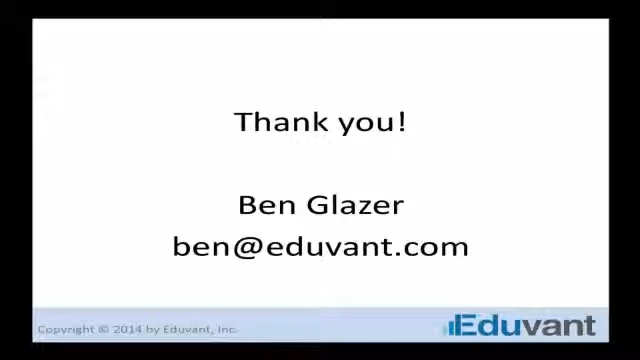 Thank you!
Ben Glazer
ben@eduvant.com
Copyright © 2014 by Eduvant, Inc.
Eduvant